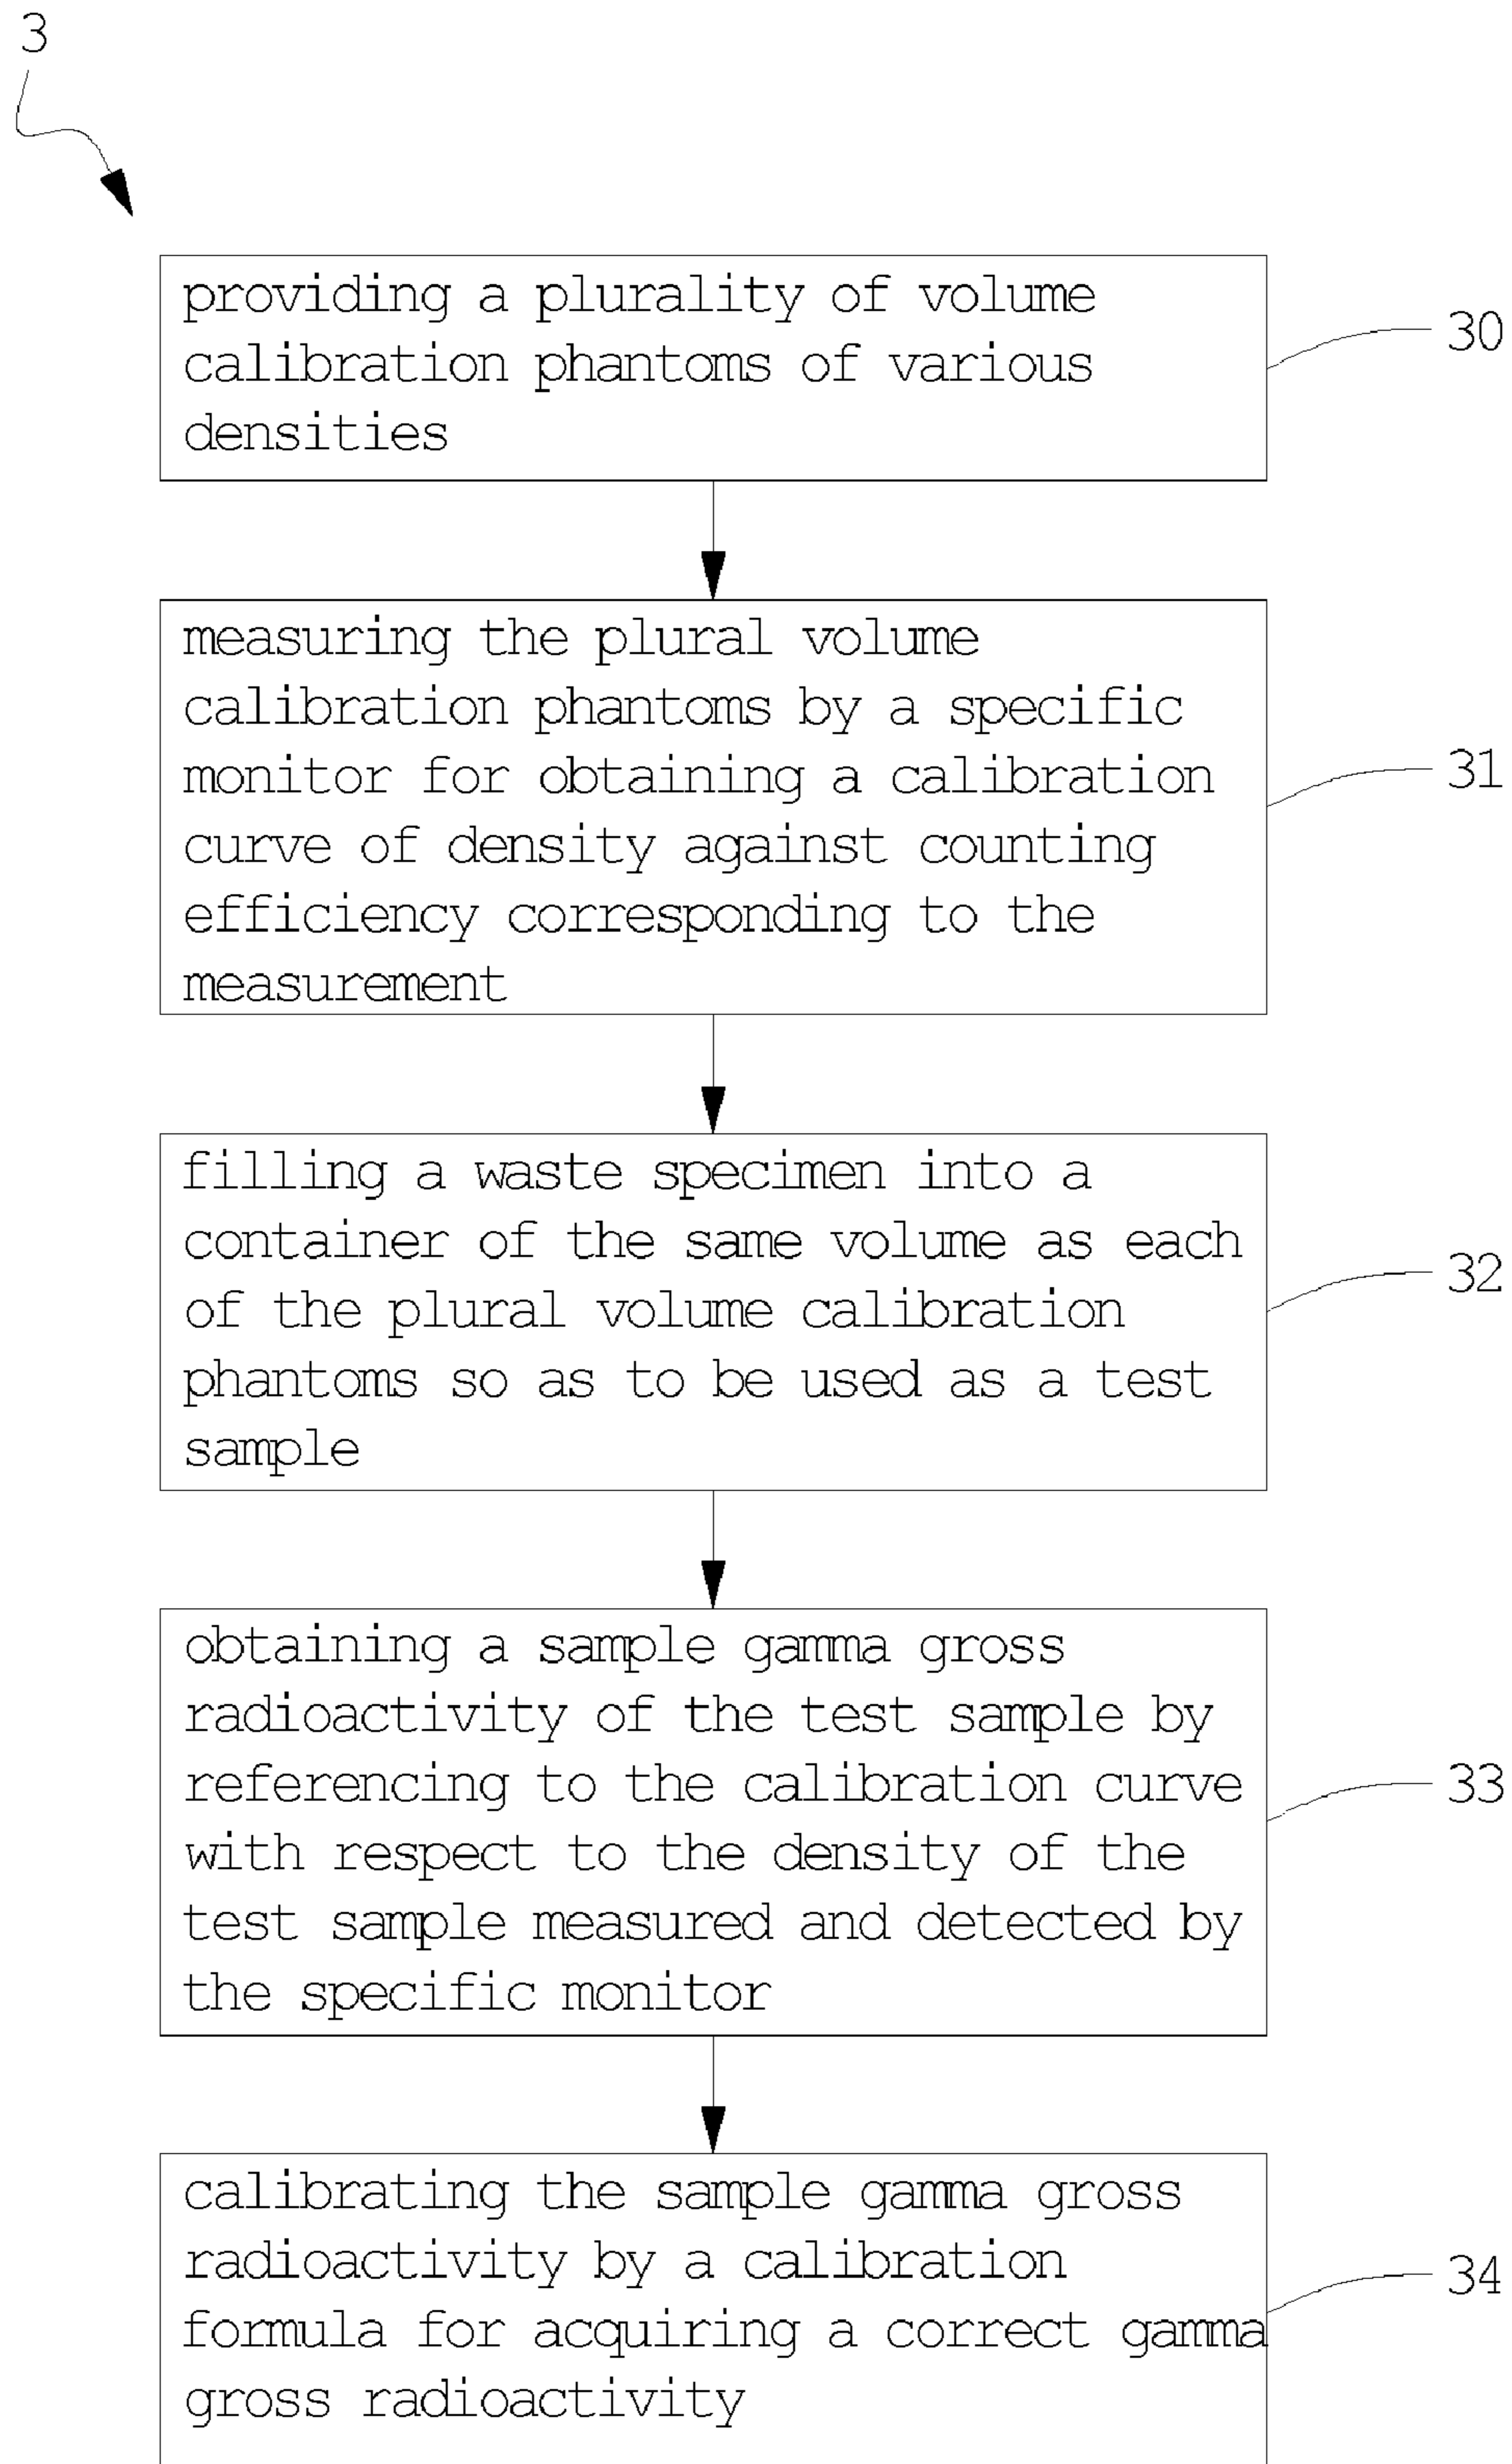 3
providing a plurality of volume
calibration phantoms of various
densities
30
measuring the plural volume
calibration phantoms by a specific
monitor for obtaining a calibration
curve of density against counting
efficiency corresponding to the
measurement
31
filling a waste specimen into a
container of the same volume as each
of the plural volume calibration
phantoms so as to be used as a test
sample
32
obtaining a sample gamma gross
radioactivity of the test sample by
referencing to the calibration curve
with respect to the density of the
test sample measured and detected by
the specific monitor
33
calibrating the sample gamma gross
radioactivity by a calibration
formula for acquiring a correct gamma
gross radioactivity
34